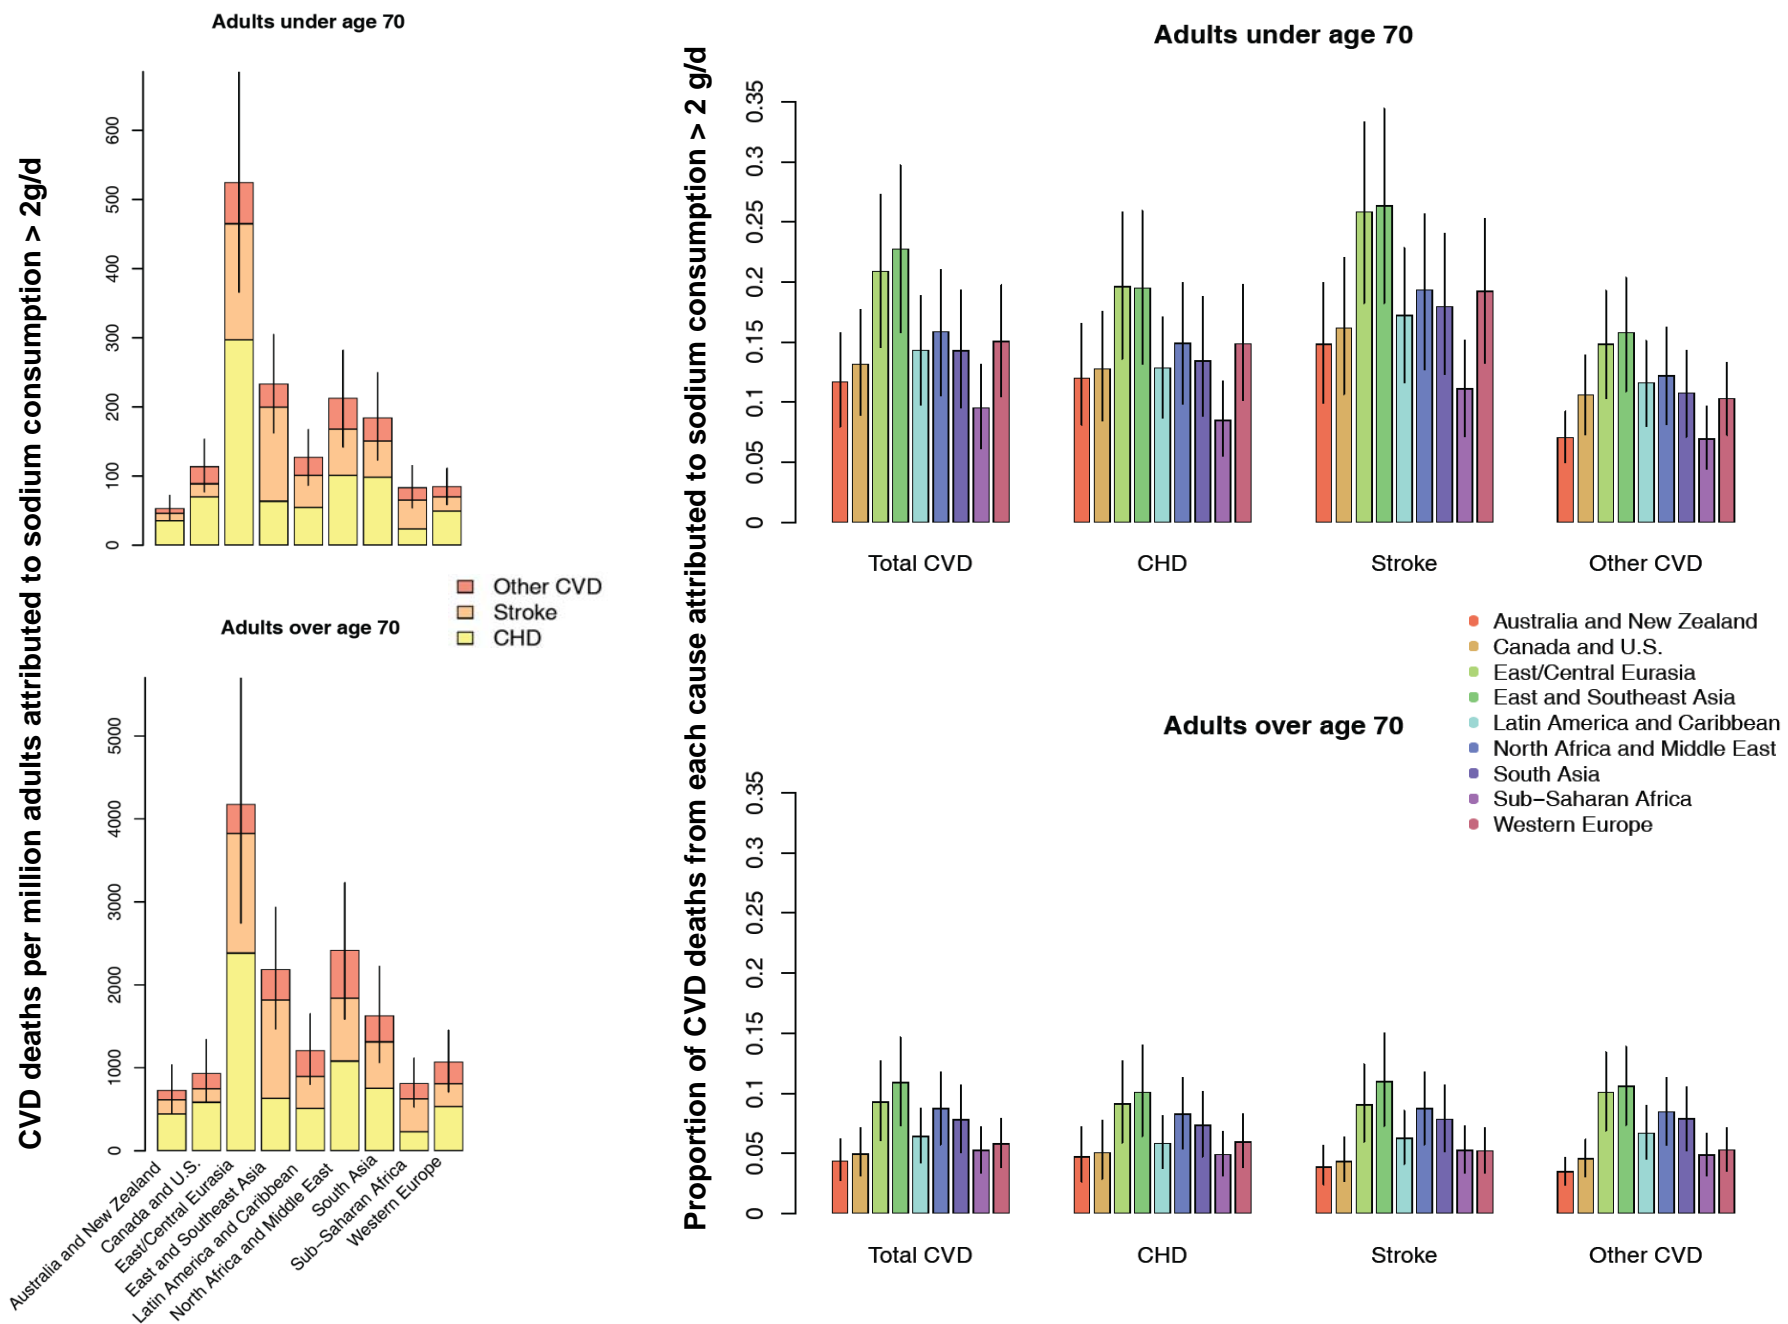 CVD deaths per million adults attributed to sodium consumption > 2g/d
Adults under age 70
600
500
400
300
200
100
0
Other CVD
Stroke
CHD
Adults over age 70
5000
4000
3000
2000
1000
0
Australia and New Zealand
Canada and U.S.
East/Central Eurasia
East and Southeast Asia
Latin America and Caribbean
North Africa and Middle East
South Asia
Sub-Saharan Africa
Western Europe
Proportion of CVD deaths from each cause attributed to sodium consumption > 2 g/d
Adults under age 70
0.35
0.3
0.25
0.2
0.15
0.1
0.05
0
Total CVD
CHD
Stroke
Other CVD
Australia and New Zealand
Canada and U.S.
East/Central Eurasia
East and Southeast Asia
Latin America and Caribbean
North Africa and Middle East
South Asia
Sub-Saharan Africa
Western Europe
Adults over age 70
0.35
0.3
0.25
0.2
0.15
0.1
0.05
0
Total CVD
CHD
Stroke
Other CVD